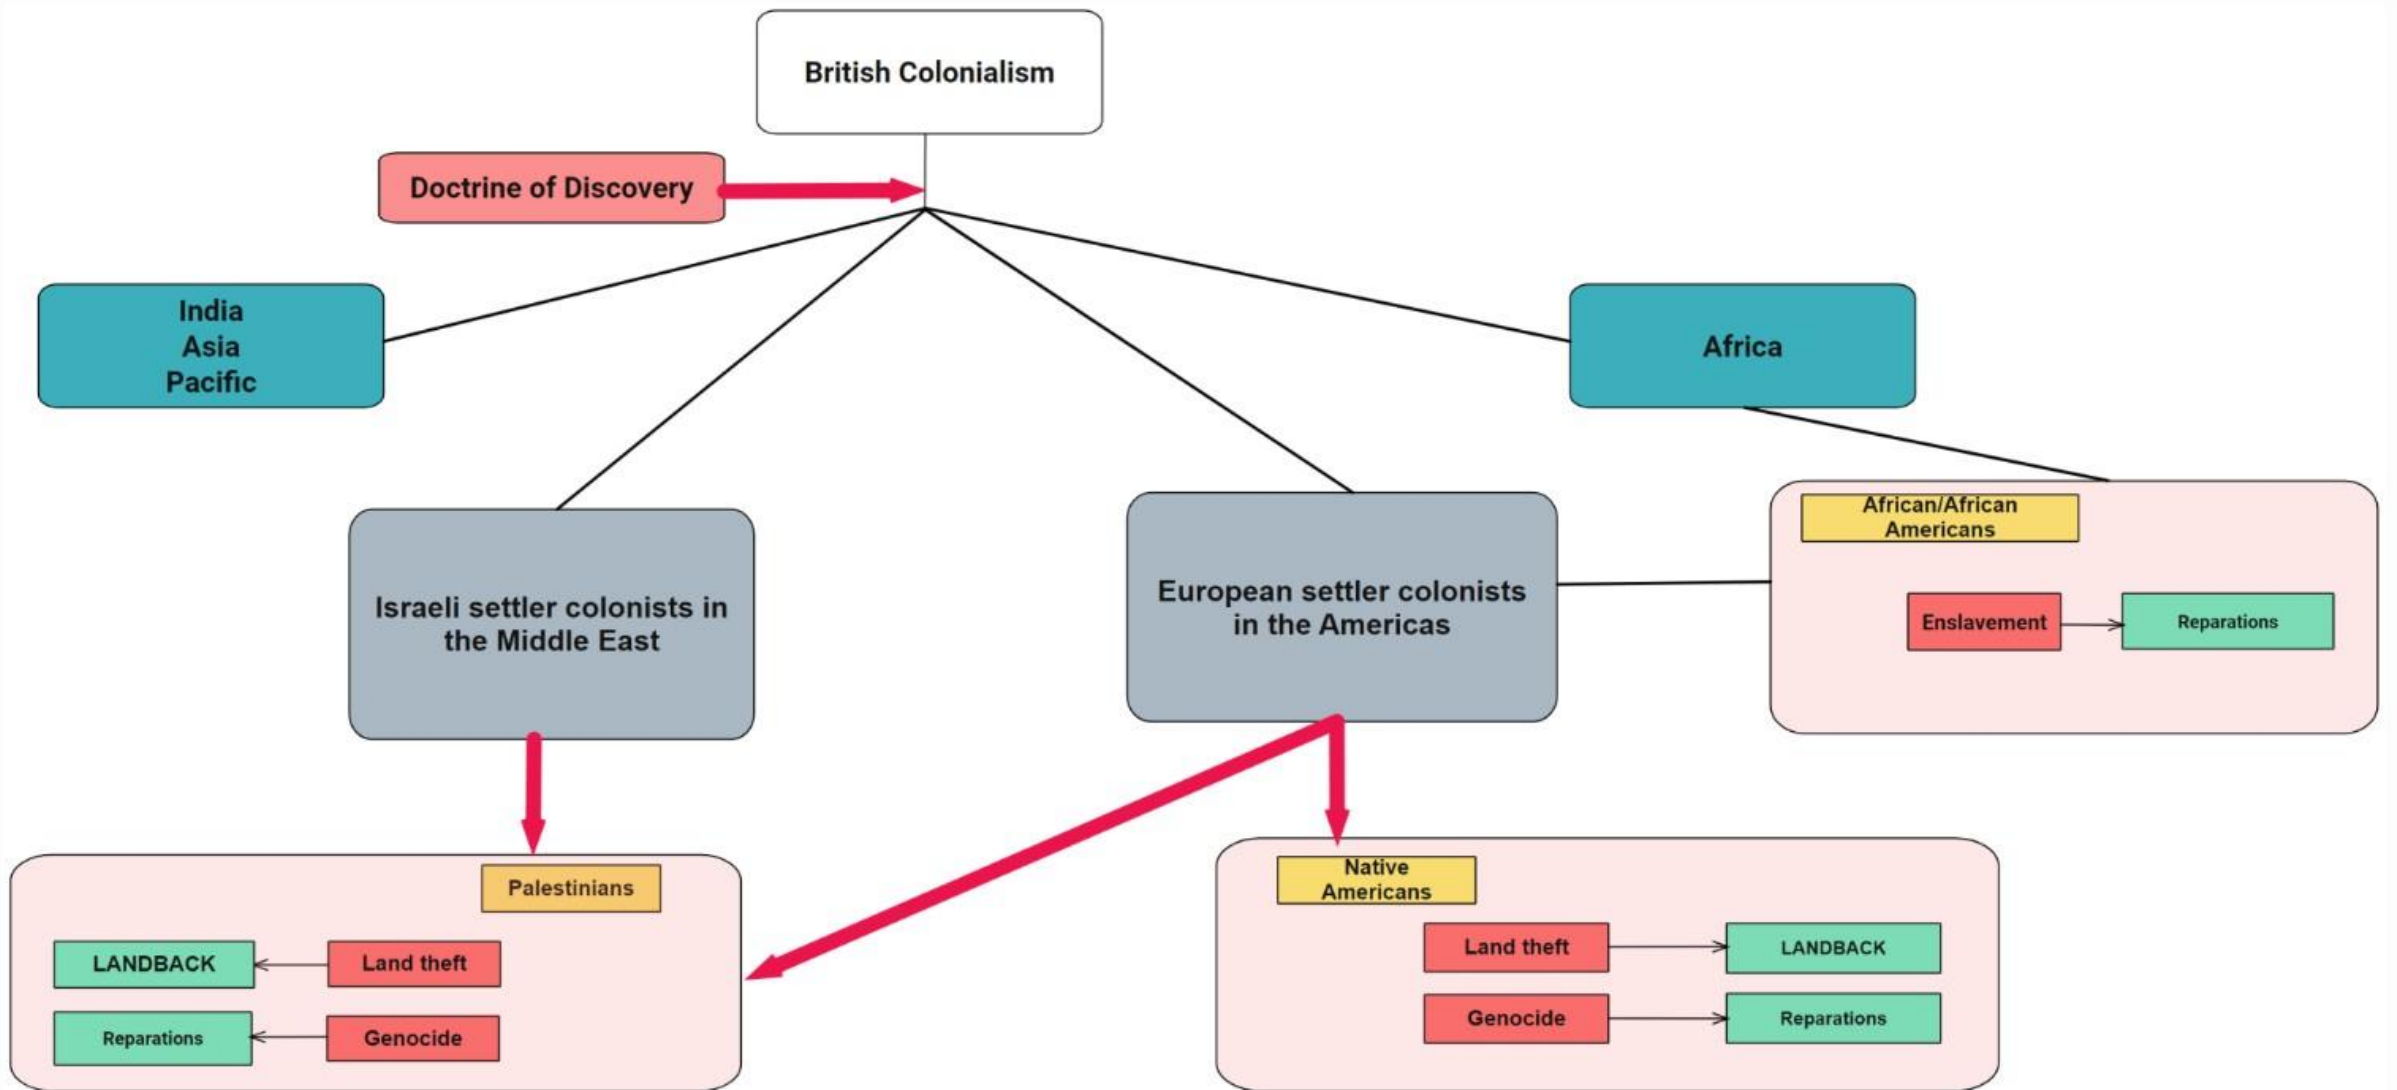 British Colonialism
Doctrine of Discovery
India
Asia
Pacific
Africa
Israeli settler colonists in
the Middle East
European settler colonists
in the Americas
African/African
Americans
Enslavement
Reparations
Palestinians
LANDBACK
Land theft
Reparations
Genocide
Native
Americans
Land theft
LANDBACK
Genocide
Reparations